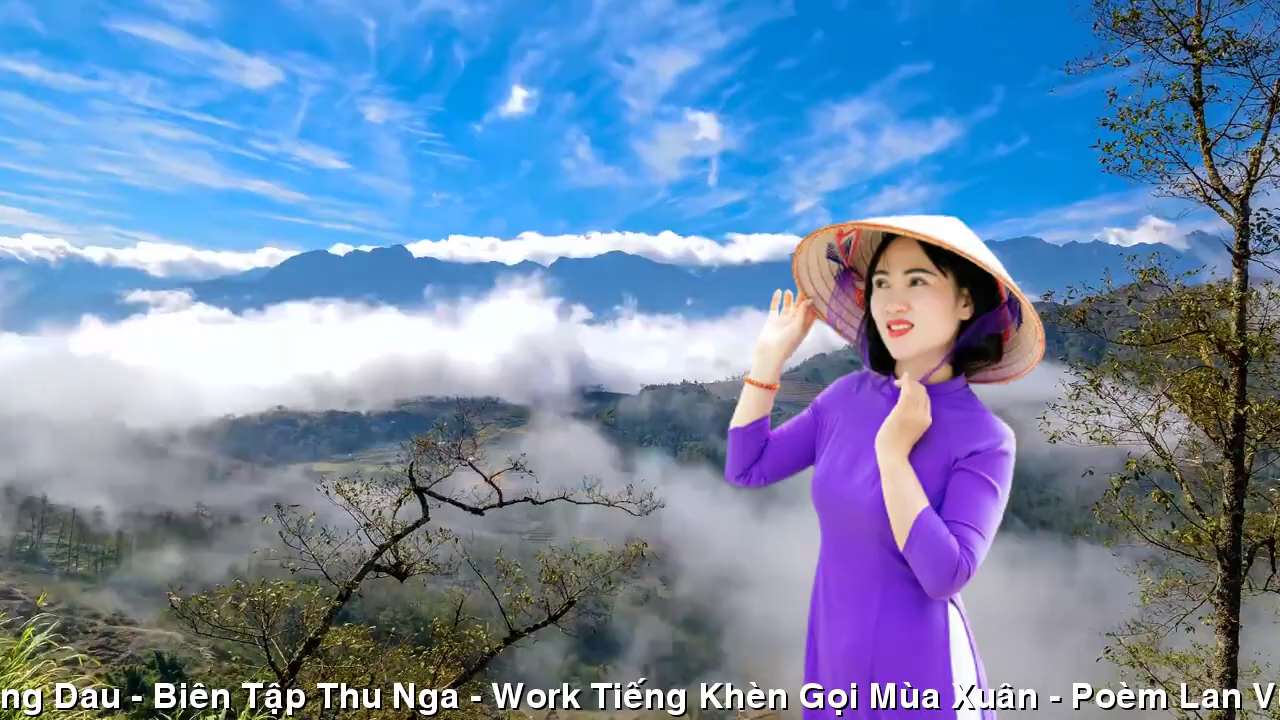 ng Dau - Biên Tập Thu Nga - Work Tiếng Khèn Gọi Mùa Xuân - Poèm Lan V